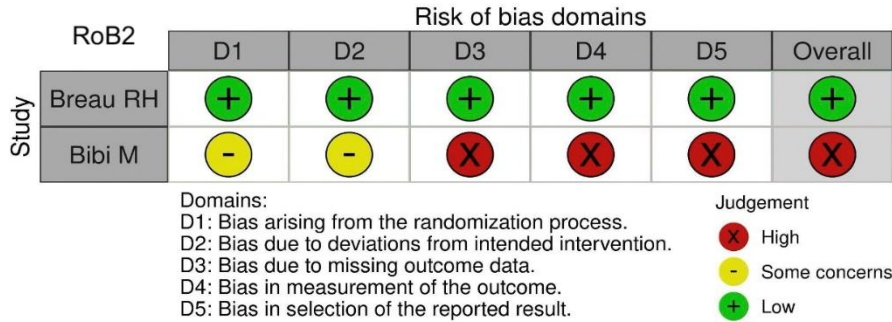 RoB2
Risk of bias domains
D1 D2 D3 D4 D5 Overall
Study
Breau RH + + + + + +
Bibi M - - X X X X
Domains:
D1: Bias arising from the randomization process.
D2: Bias due to deviations from intended intervention.
D3: Bias due to missing outcome data.
D4: Bias in measurement of the outcome.
D5: Bias in selection of the reported result.
Judgement
X High
- Some concerns
+ Low